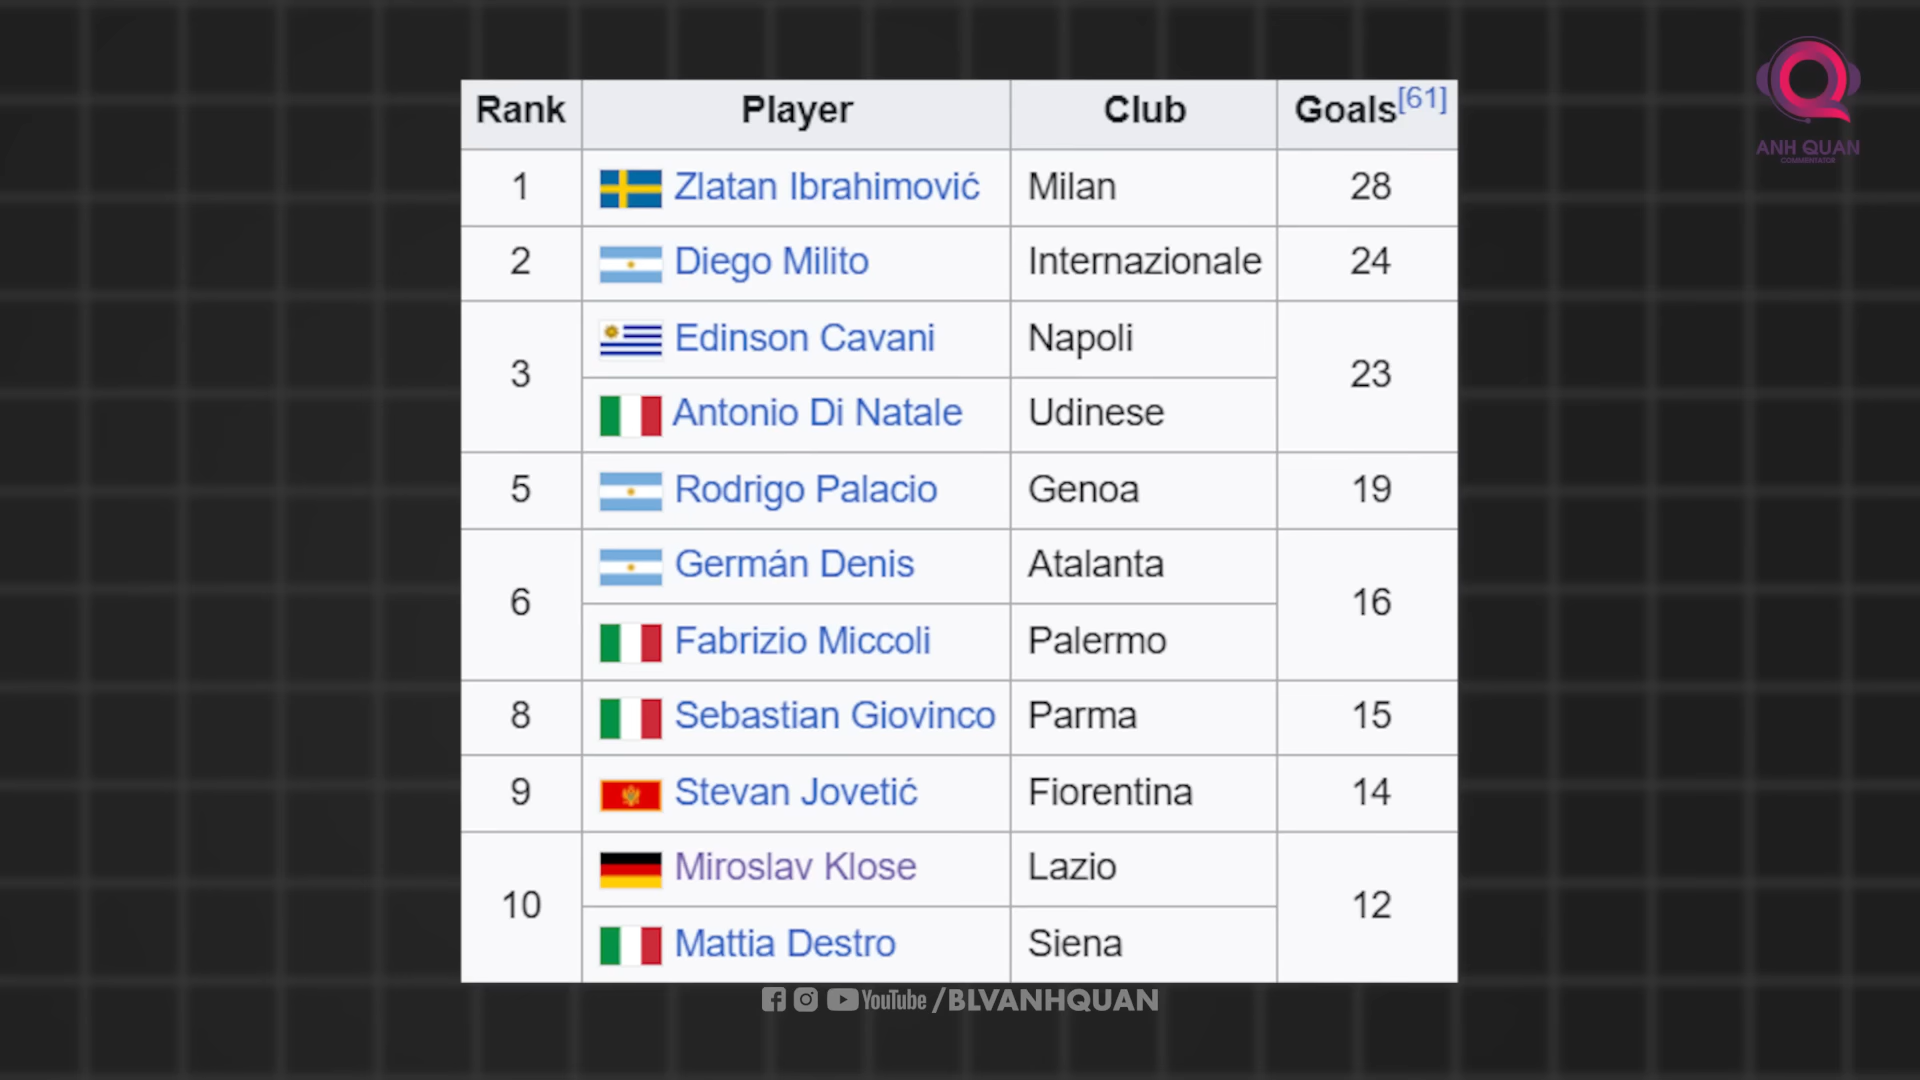 Rank Player Club Goals[61]
1 Zlatan Ibrahimović Milan 28
2 Diego Milito Internazionale 24
3 Edinson Cavani Napoli 23
Antonio Di Natale Udinese
5 Rodrigo Palacio Genoa 19
6 Germán Denis Atalanta 16
Fabrizio Miccoli Palermo
8 Sebastian Giovinco Parma 15
9 Stevan Jovetić Fiorentina 14
10 Miroslav Klose Lazio 12
Mattia Destro Siena
ANH QUAN
COMMENTATOR
YouTube /BLVANHQUAN